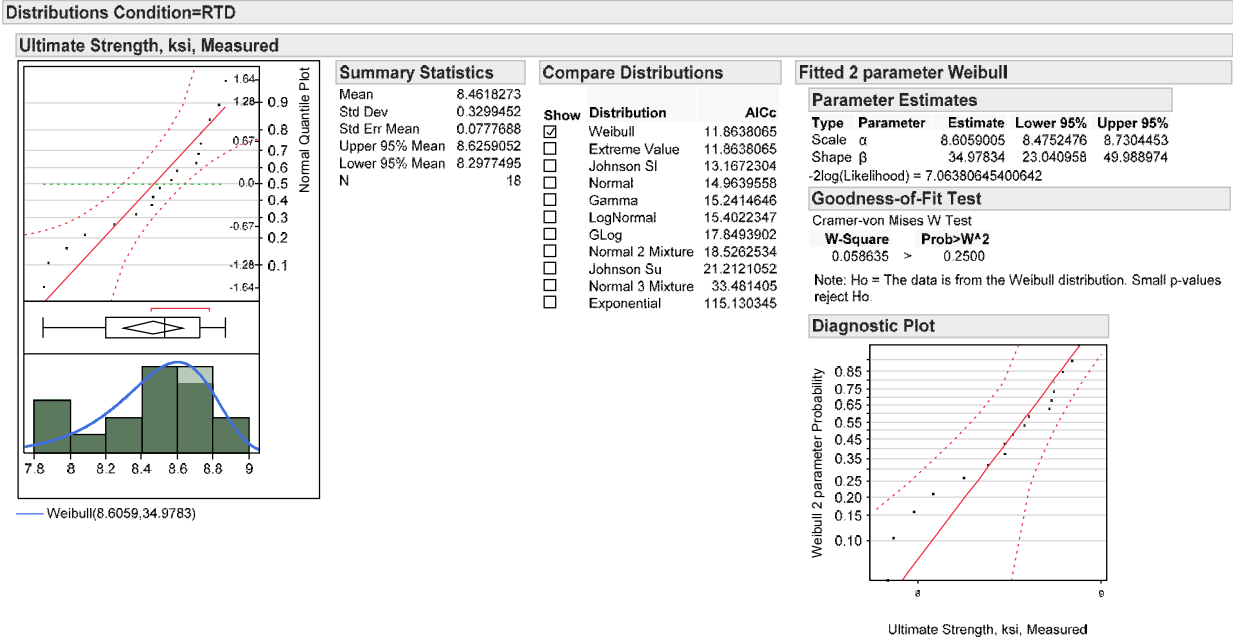 Distributions Condition=RTD
Ultimate Strength, ksi, Measured
1.64
1.28
0.67
0.0
-0.67
-1.28
-1.64
0.9
0.8
0.7
0.6
0.5
0.4
0.3
0.2
0.1
Normal Quantile Plot
7.8 8 8.2 8.4 8.6 8.8 9
Weibull(8.6059,34.9783)
Summary Statistics
Mean 8.4618273
Std Dev 0.3299452
Std Err Mean 0.0777688
Upper 95% Mean 8.6259052
Lower 95% Mean 8.2977495
N 18
Compare Distributions
Show Distribution AICc
Weibull 11.8638065
Extreme Value 11.8638065
Johnson Sl 13.1672304
Normal 14.9639558
Gamma 15.2414646
LogNormal 15.4022347
GLog 17.8493902
Normal 2 Mixture 18.5262534
Johnson Su 21.2121052
Normal 3 Mixture 33.481405
Exponential 115.130345
Fitted 2 parameter Weibull
Parameter Estimates
Type Parameter Estimate Lower 95% Upper 95%
Scale α 8.6059005 8.4752476 8.7304453
Shape β 34.97834 23.040958 49.988974
-2log(Likelihood) = 7.06380645400642
Goodness-of-Fit Test
Cramer-von Mises W Test
W-Square Prob>W^2
0.058635 > 0.2500
Note: Ho = The data is from the Weibull distribution. Small p-values
reject Ho.
Diagnostic Plot
Weibull 2 parameter Probability
0.85
0.75
0.65
0.55
0.45
0.35
0.25
0.20
0.15
0.10
8 9
Ultimate Strength, ksi, Measured